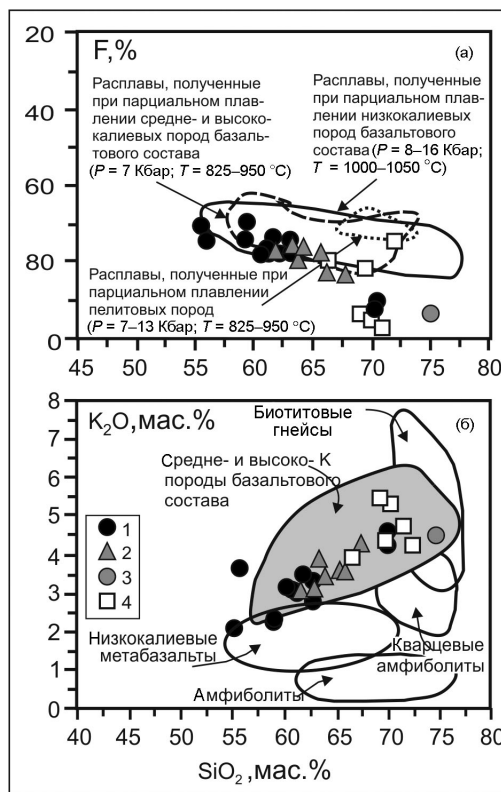 F,%
(а)
20
40
60
80
0
Расплавы, полученные
при парциальном плав-
лении средне- и высоко-
калиевых пород базаль-
тового состава
(P = 7 Кбар; T = 825–950 °C)
Расплавы, полученные
при парциальном плав-
лении низкокалиевых
пород базальтового
состава (P = 8–16 Кбар;
T = 1000–1050 °C)
Расплавы, полученные при
парциальном плавлении
пелитовых пород
(P = 7–13 Кбар; T = 825–950 °C)
45 50 55 60 65 70 75 80
K2O,мас.%
(б)
8
7
6
5
4
3
2
1
0
Биотитовые
гнейсы
Средне- и высоко- K
породы базальтового
состава
1
2
3
4
Низкокалиевые
метабазальты
Кварцевые
амфиболиты
Амфиболиты
40 45 50 55 60 65 70 75 80
SiO2 ,мас.%